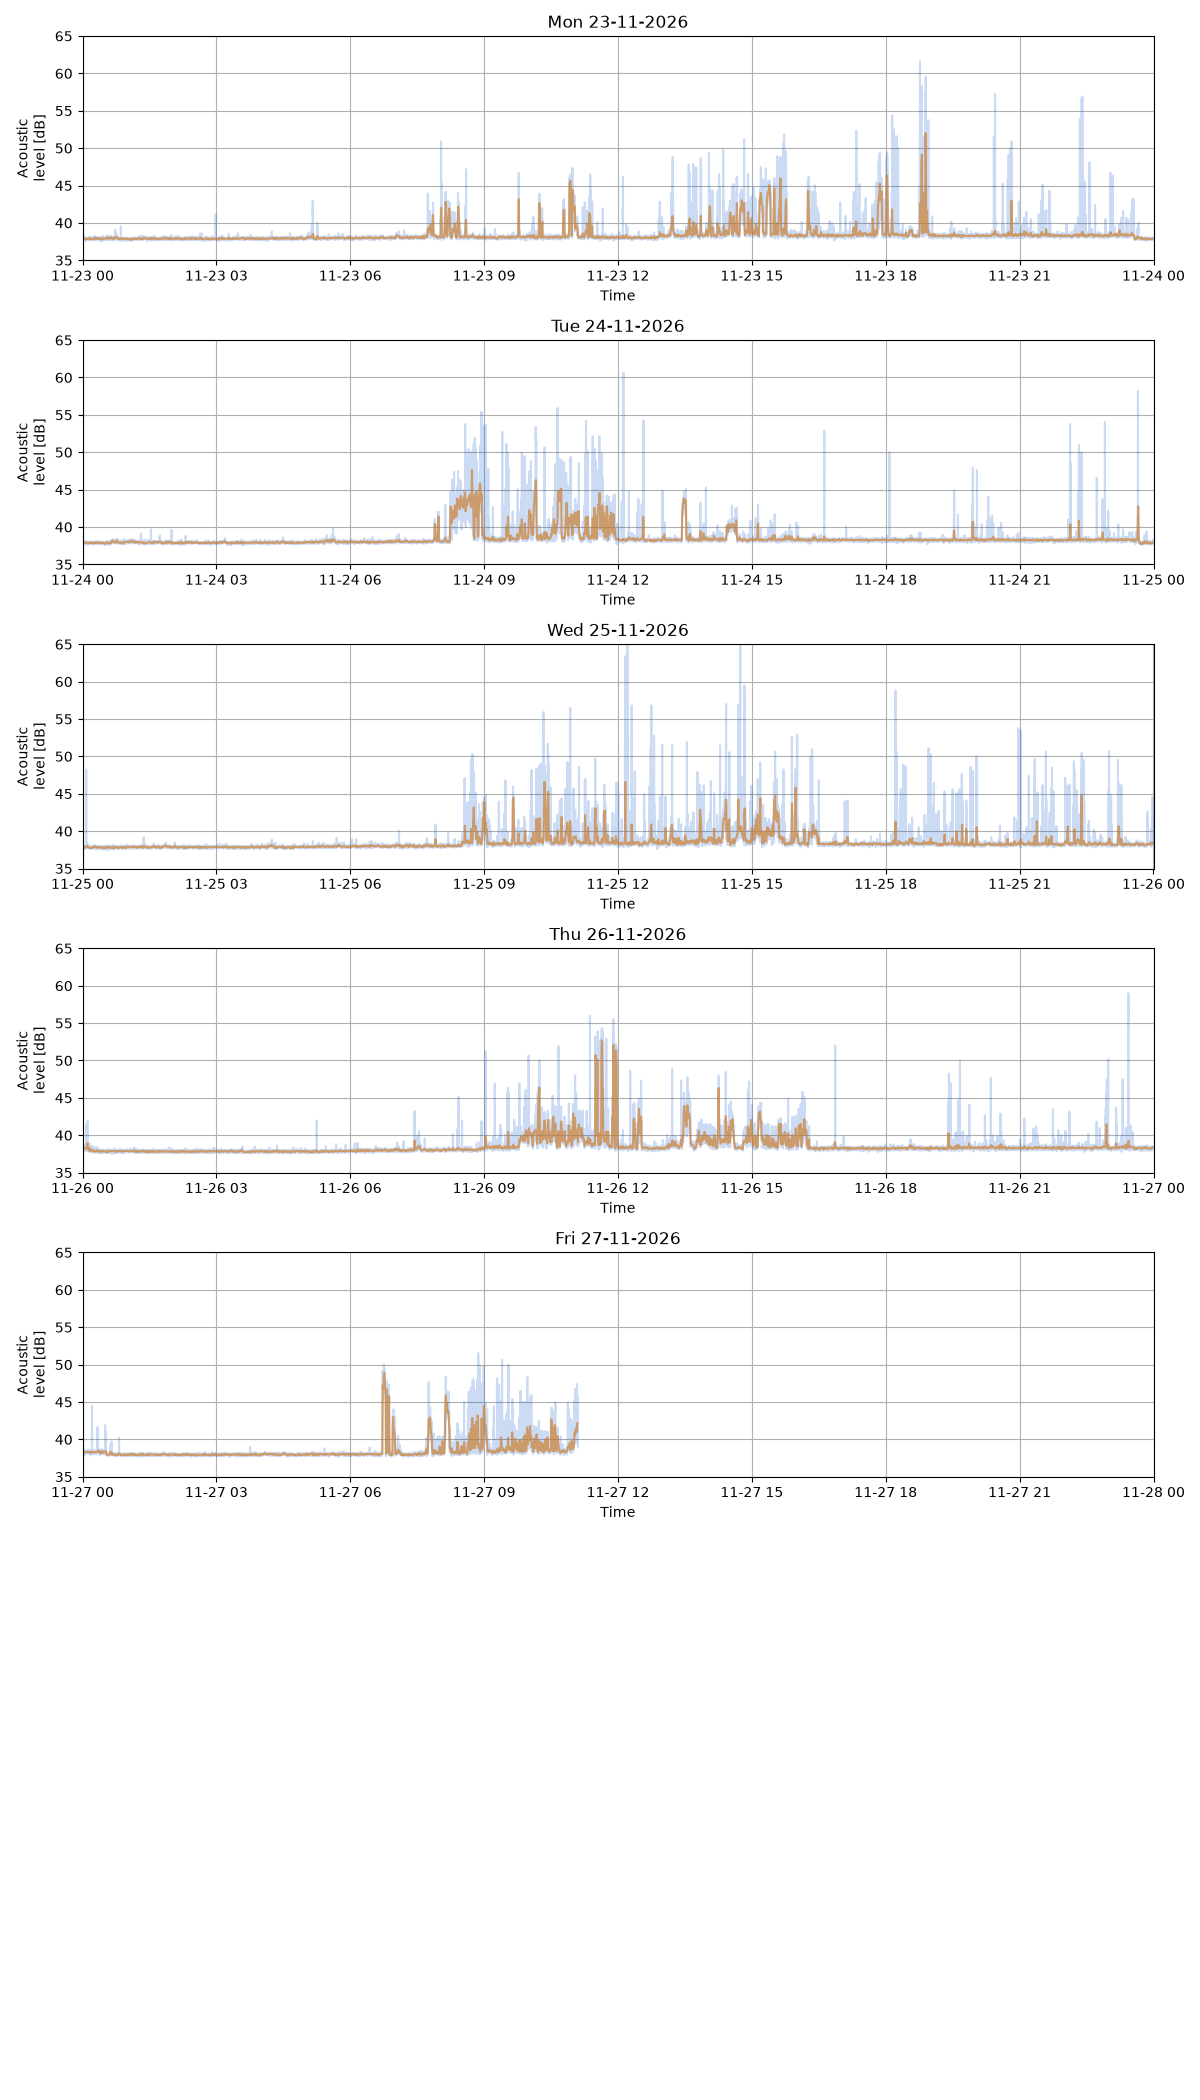 Mon 23-11-2026
65
60
55
50
45
40
35
Acoustic
level [dB]
11-23 00 11-23 03 11-23 06 11-23 09 11-23 12 11-23 15 11-23 18 11-23 21 11-24 00
Time
Tue 24-11-2026
65
60
55
50
45
40
35
Acoustic
level [dB]
11-24 00 11-24 03 11-24 06 11-24 09 11-24 12 11-24 15 11-24 18 11-24 21 11-25 00
Time
Wed 25-11-2026
65
60
55
50
45
40
35
Acoustic
level [dB]
11-25 00 11-25 03 11-25 06 11-25 09 11-25 12 11-25 15 11-25 18 11-25 21 11-26 00
Time
Thu 26-11-2026
65
60
55
50
45
40
35
Acoustic
level [dB]
11-26 00 11-26 03 11-26 06 11-26 09 11-26 12 11-26 15 11-26 18 11-26 21 11-27 00
Time
Fri 27-11-2026
65
60
55
50
45
40
35
Acoustic
level [dB]
11-27 00 11-27 03 11-27 06 11-27 09 11-27 12 11-27 15 11-27 18 11-27 21 11-28 00
Time